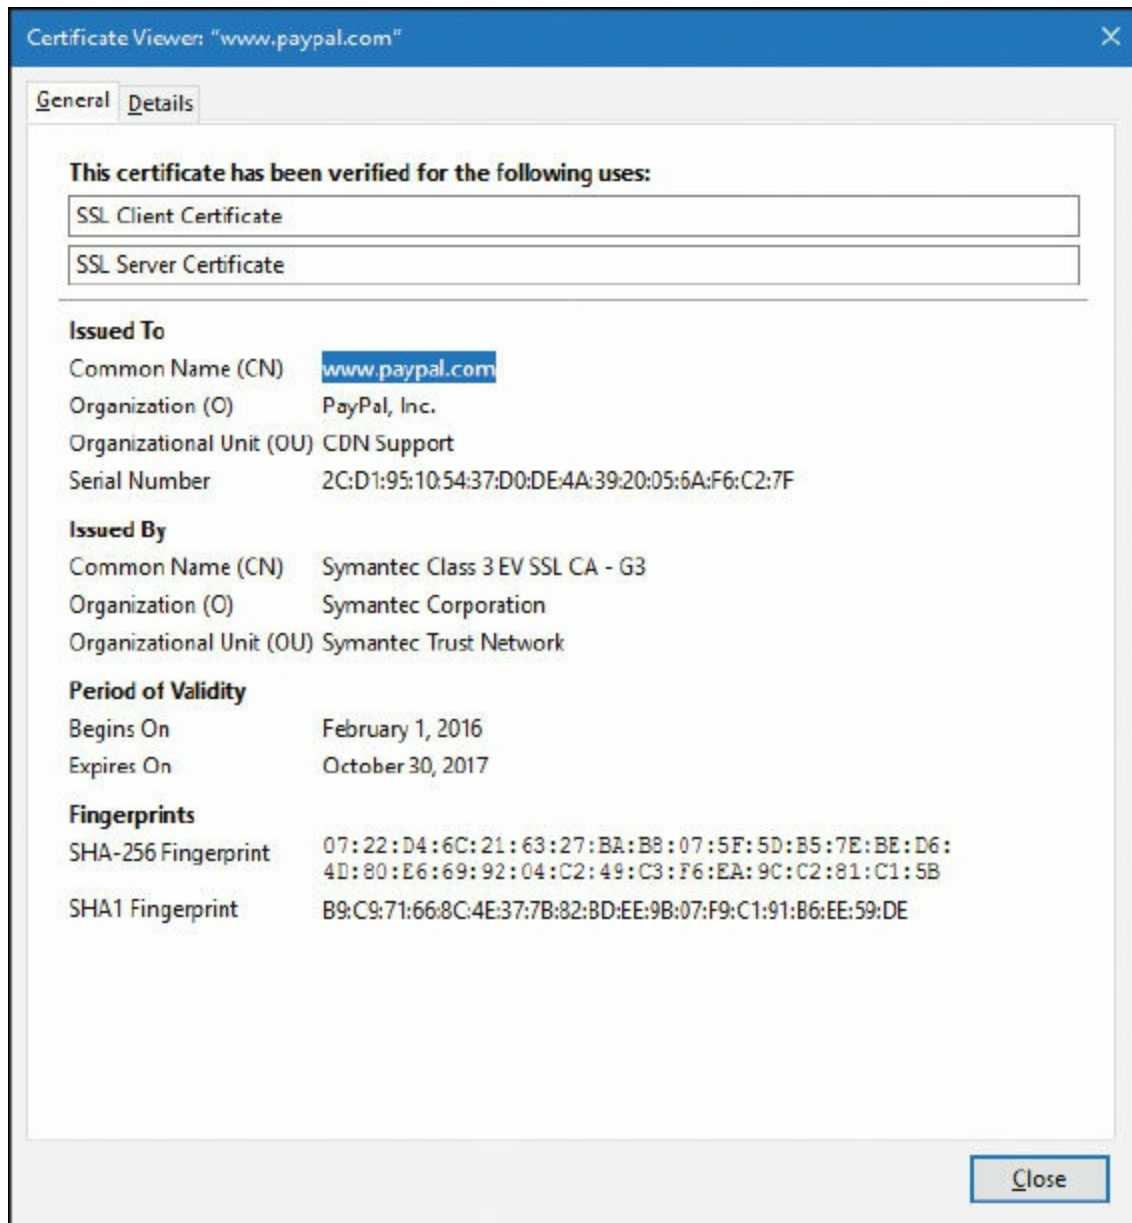 Certificate Viewer: “www.paypal.com”
General Details
This certificate has been verified for the following uses:
SSL Client Certificate
SSL Server Certificate
Issued To
Common Name (CN) www.paypal.com
Organization (O) PayPal, Inc.
Organizational Unit (OU) CDN Support
Serial Number 2C:D1:95:10:54:37:D0:DE:4A:39:20:05:6A:F6:C2:7F
Issued By
Common Name (CN) Symantec Class 3 EV SSL CA - G3
Organization (O) Symantec Corporation
Organizational Unit (OU) Symantec Trust Network
Period of Validity
Begins On February 1, 2016
Expires On October 30, 2017
Fingerprints
SHA-256 Fingerprint 07:22:D4:6C:21:63:27:BA:B8:07:5F:5D:B5:7E:BE:D6:
4D:80:E6:69:92:04:C2:49:C3:F6:EA:9C:C2:81:C1:5B
SHA1 Fingerprint B9:C9:71:66:8C:4E:37:7B:82:BD:EE:9B:07:F9:C1:91:B6:EE:59:DE
Close